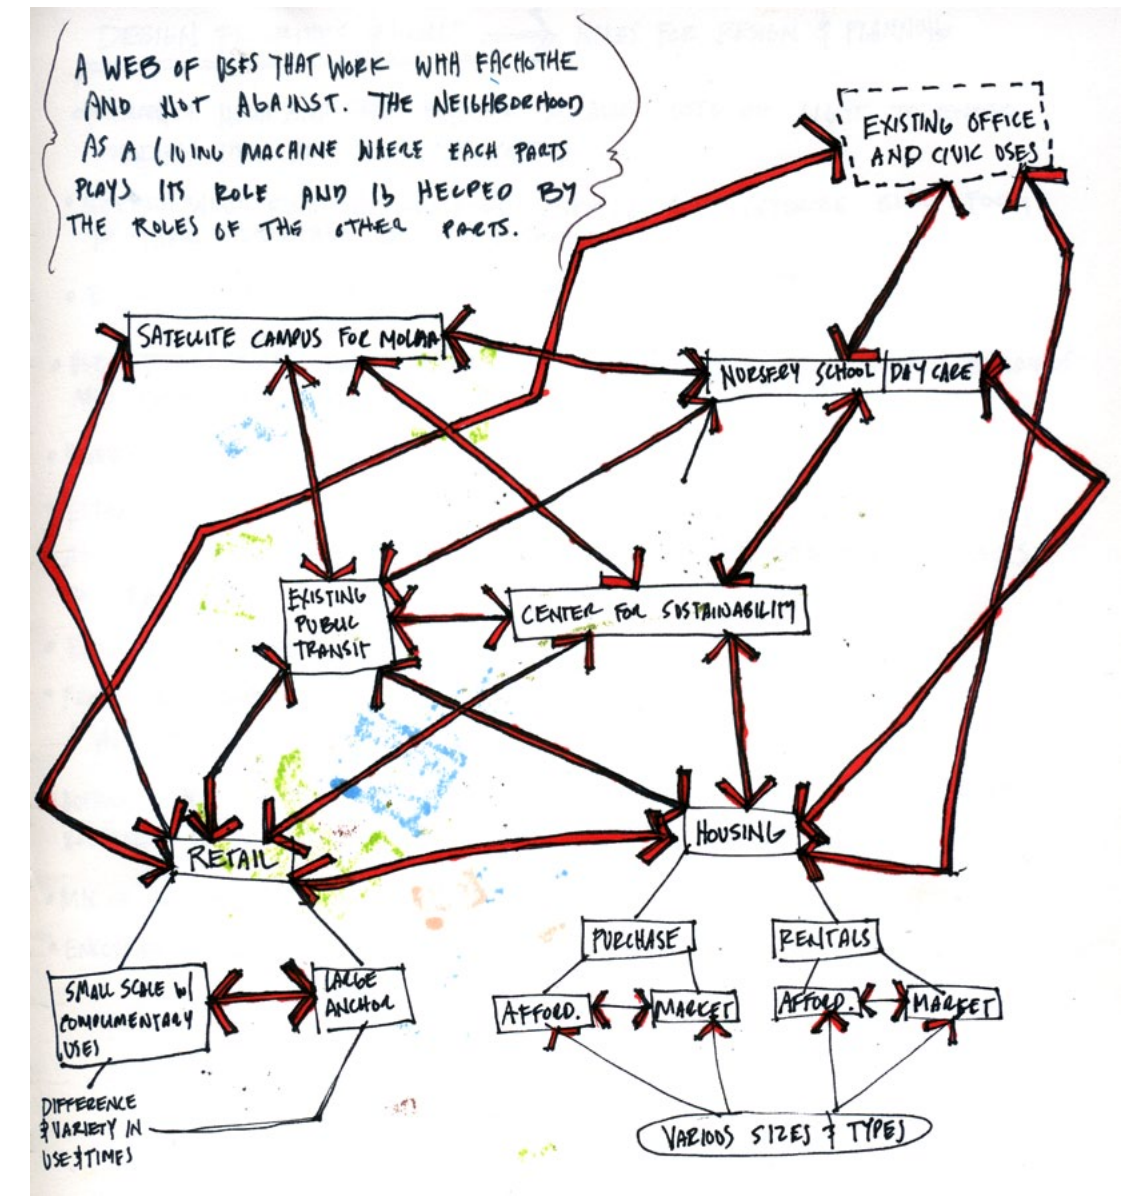 A WEB OF USES THAT WORK WITH EACHOTHE
AND NOT AGAINST. THE NEIGHBORHOOD
AS A LIVING MACHINE WHERE EACH PARTS
PLAYS ITS ROLE AND IS HELPED BY
THE ROLES OF THE OTHER PARTS.
EXISTING OFFICE
AND CIVIC USES
SATELLITE CAMPUS FOR MOLAA
NURSERY SCHOOL
DAY CARE
EXISTING
PUBLIC
TRANSIT
CENTER FOR SUSTAINABILITY
RETAIL
HOUSING
PURCHASE
RENTALS
SMALL SCALE W/
COMPLIMENTARY
USES
LARGE
ANCHOR
AFFORD.
MARKET
AFFORD.
MARKET
DIFFERENCE
& VARIETY IN
USE & TIMES
VARIOUS SIZES & TYPES